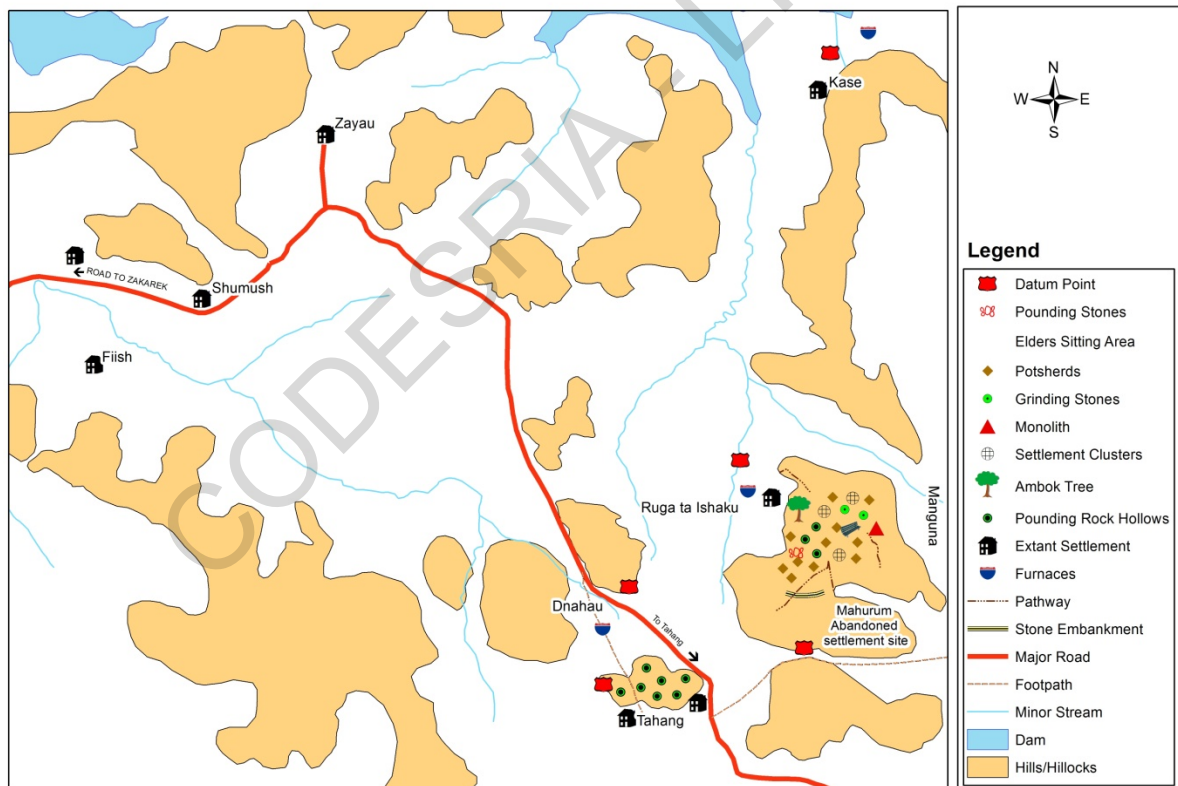 Kase
Zayau
← ROAD TO ZAKAREK
Shumush
Fiish
Ruga ta Ishaku
Manguna
Dnahau
To Tahang
Mahurum
Abandoned
settlement site
Tahang
CODESRIA
N
W E
S
Legend
Datum Point
Pounding Stones
Elders Sitting Area
Potsherds
Grinding Stones
Monolith
Settlement Clusters
Ambok Tree
Pounding Rock Hollows
Extant Settlement
Furnaces
Pathway
Stone Embankment
Major Road
Footpath
Minor Stream
Dam
Hills/Hillocks